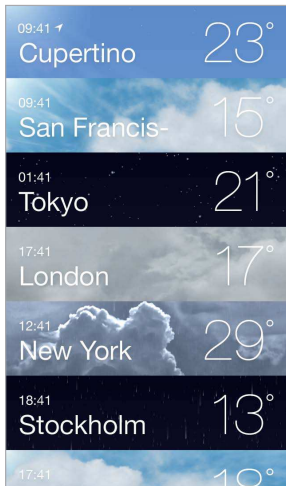 09:41
Cupertino
23°
09:41
San Francis-
15°
01:41
Tokyo
21°
17:41
London
17°
12:41
New York
29°
18:41
Stockholm
13°
17:41